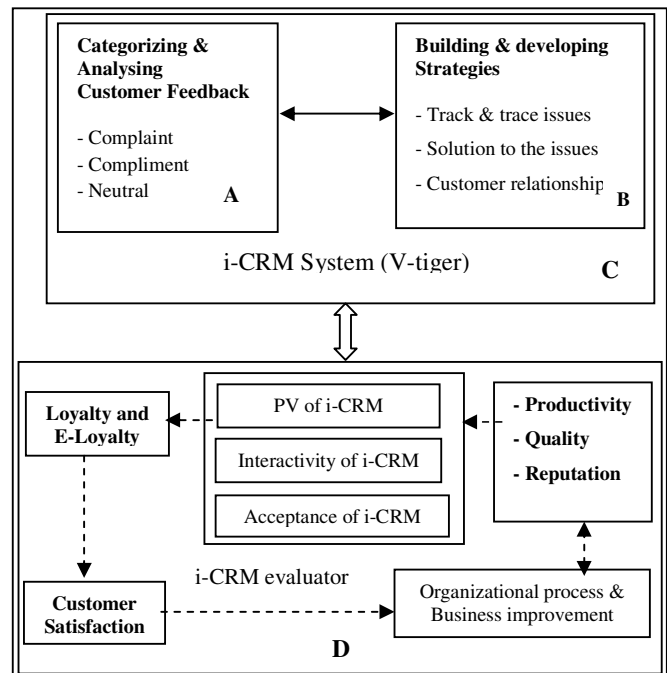 Categorizing &
Analysing
Customer Feedback
- Complaint
- Compliment
- Neutral
A
Building & developing
Strategies
- Track & trace issues
- Solution to the issues
- Customer relationship
B
i-CRM System (V-tiger)
C
Loyalty and
E-Loyalty
PV of i-CRM
Interactivity of i-CRM
Acceptance of i-CRM
- Productivity
- Quality
- Reputation
i-CRM evaluator
Customer
Satisfaction
Organizational process &
Business improvement
D